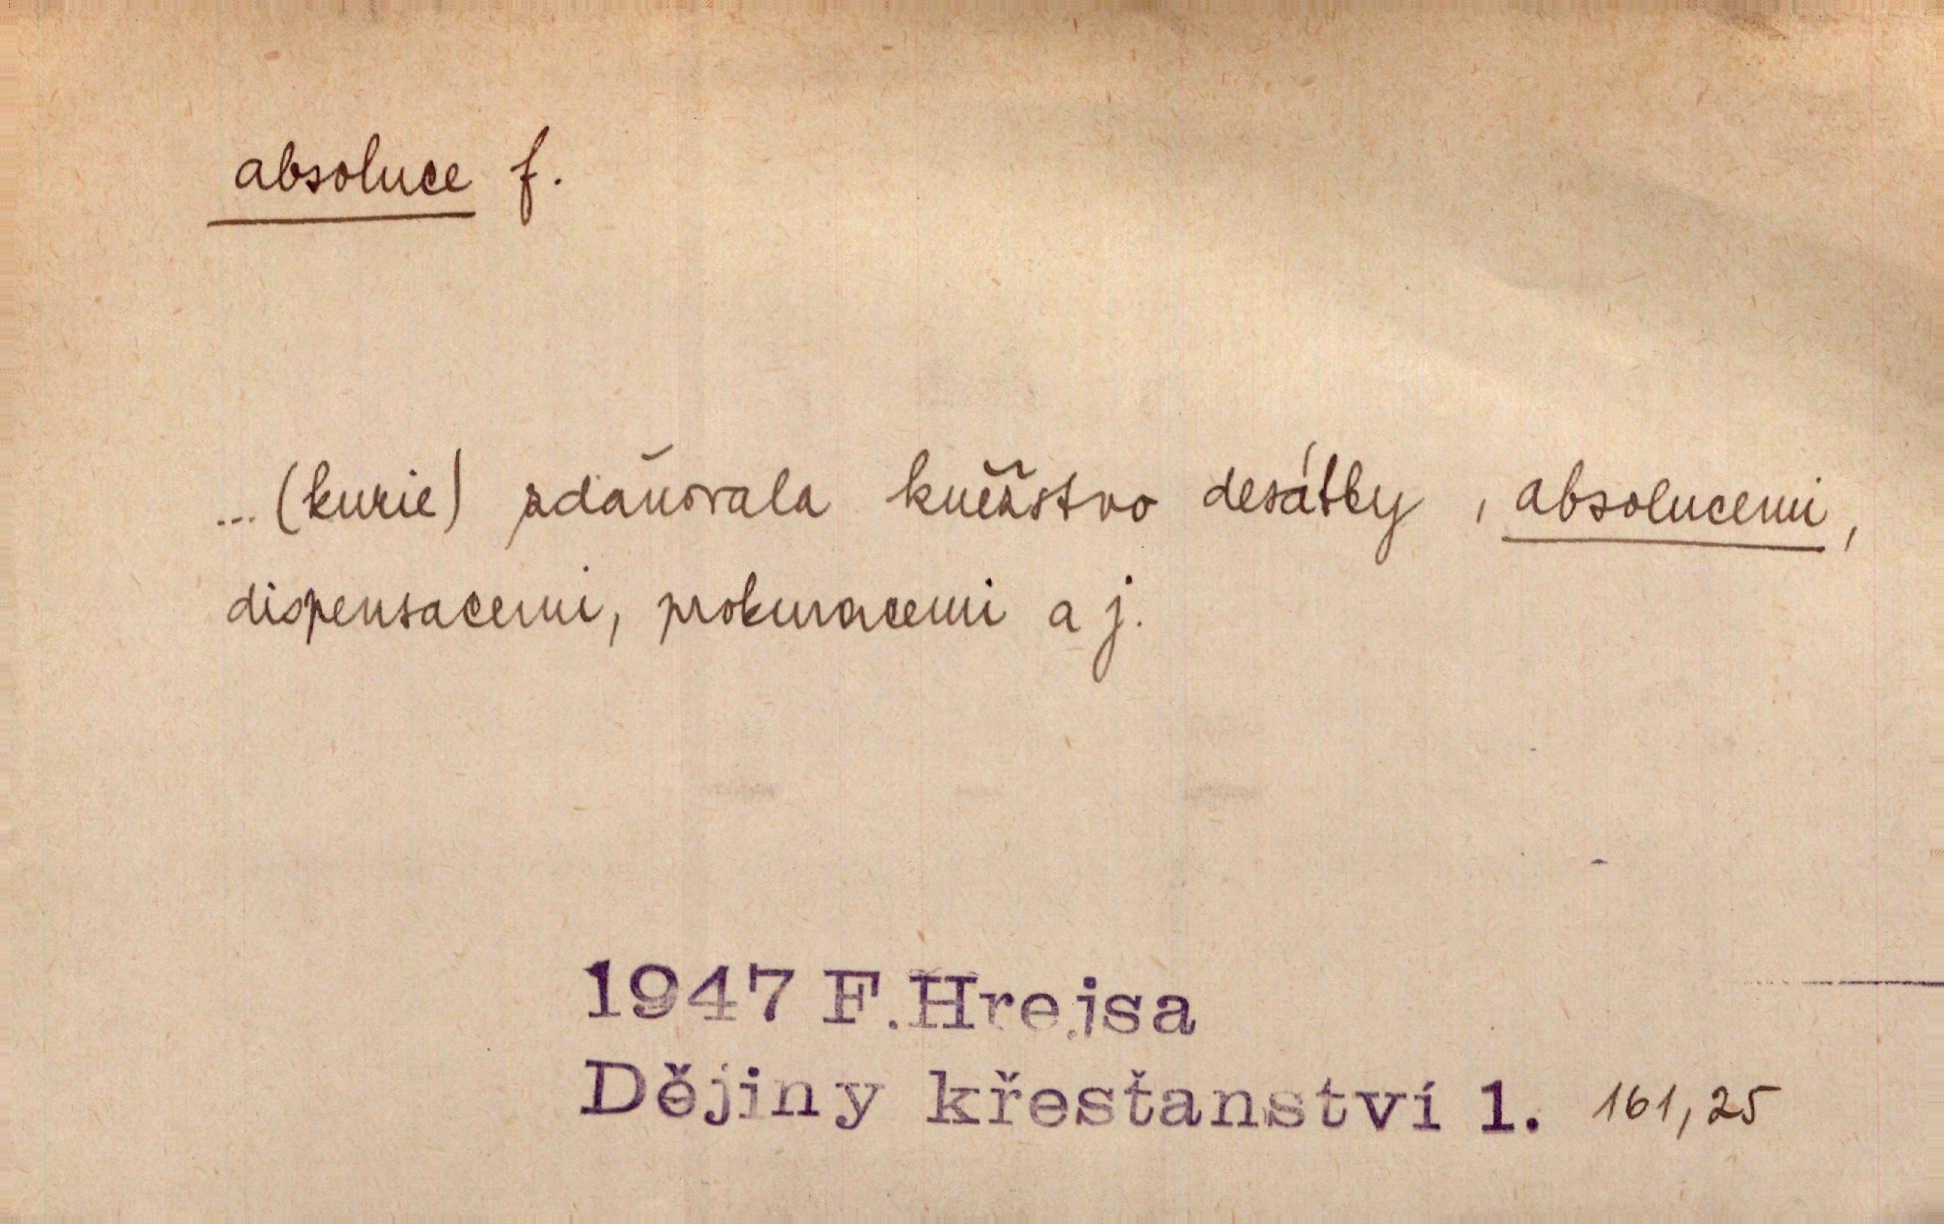 absoluce f.
... (kurie) zdaňovala kněžstvo desátky , absolucemi,
dispensacemi, prokuracemi a j.
1947 F.Hrejsa
Dějiny křesťanství 1. 161,25